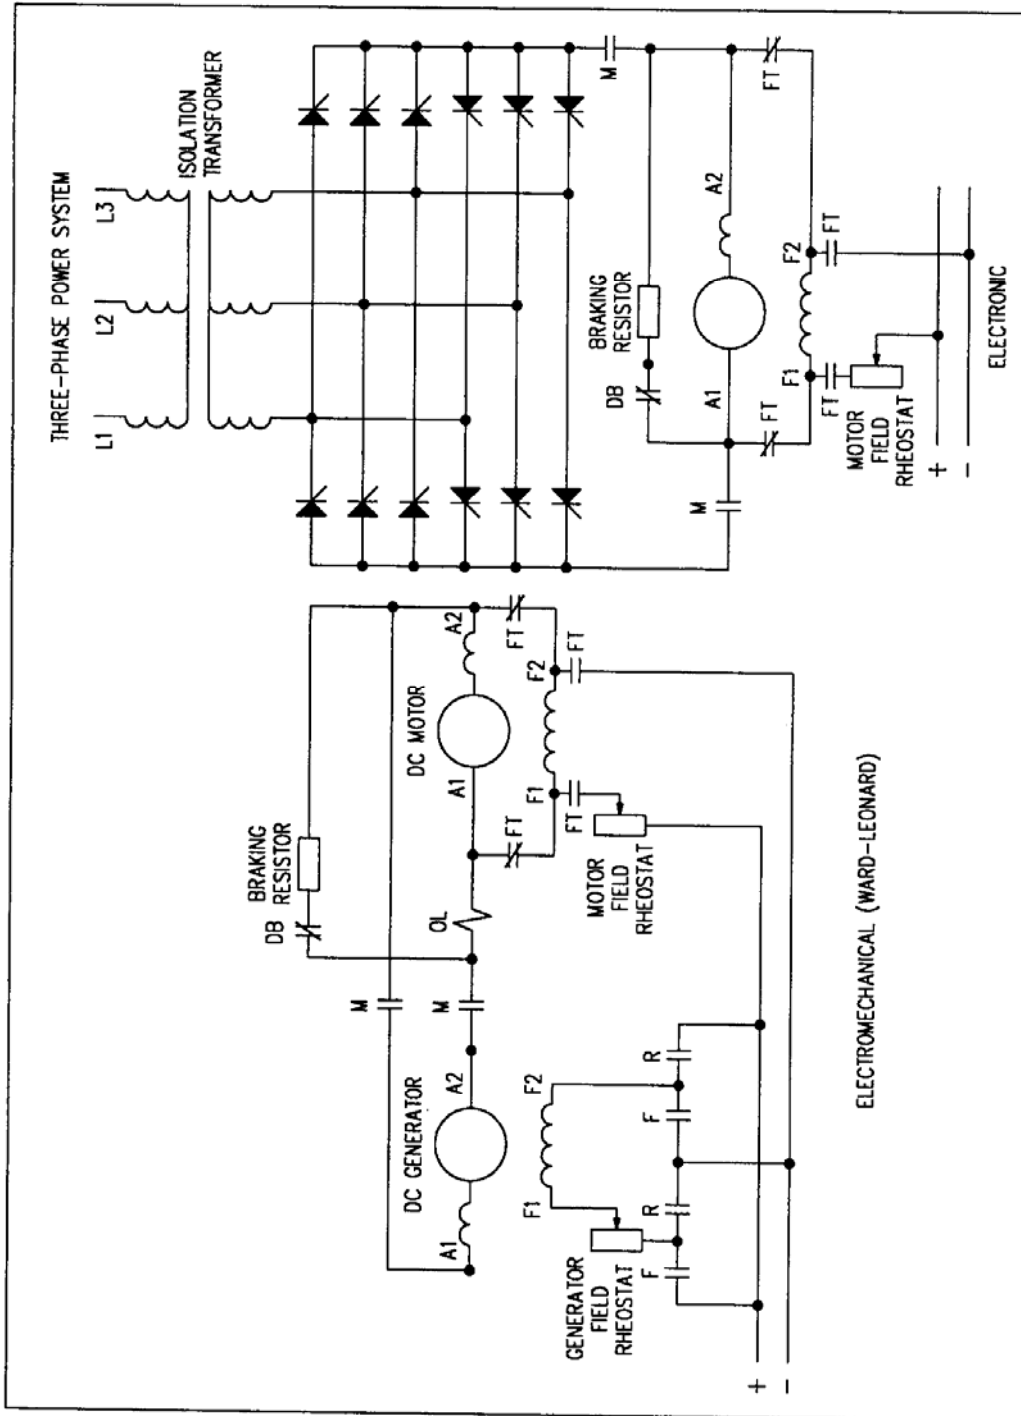 THREE-PHASE POWER SYSTEM
L1
L2
L3
ISOLATION
TRANSFORMER
M
FT
A2
BRAKING
RESISTOR
DB
A1
FT
M
F2
FT
F1
FT
MOTOR
FIELD
RHEOSTAT
+
-
ELECTRONIC
BRAKING
RESISTOR
DB
M
M
OL
DC MOTOR
A1
A2
FT
FT
F1
F2
FT
FT
MOTOR
FIELD
RHEOSTAT
DC GENERATOR
A1
A2
F1
F2
GENERATOR
FIELD
RHEOSTAT
F
R
F
R
+
-
ELECTROMECHANICAL (WARD-LEONARD)